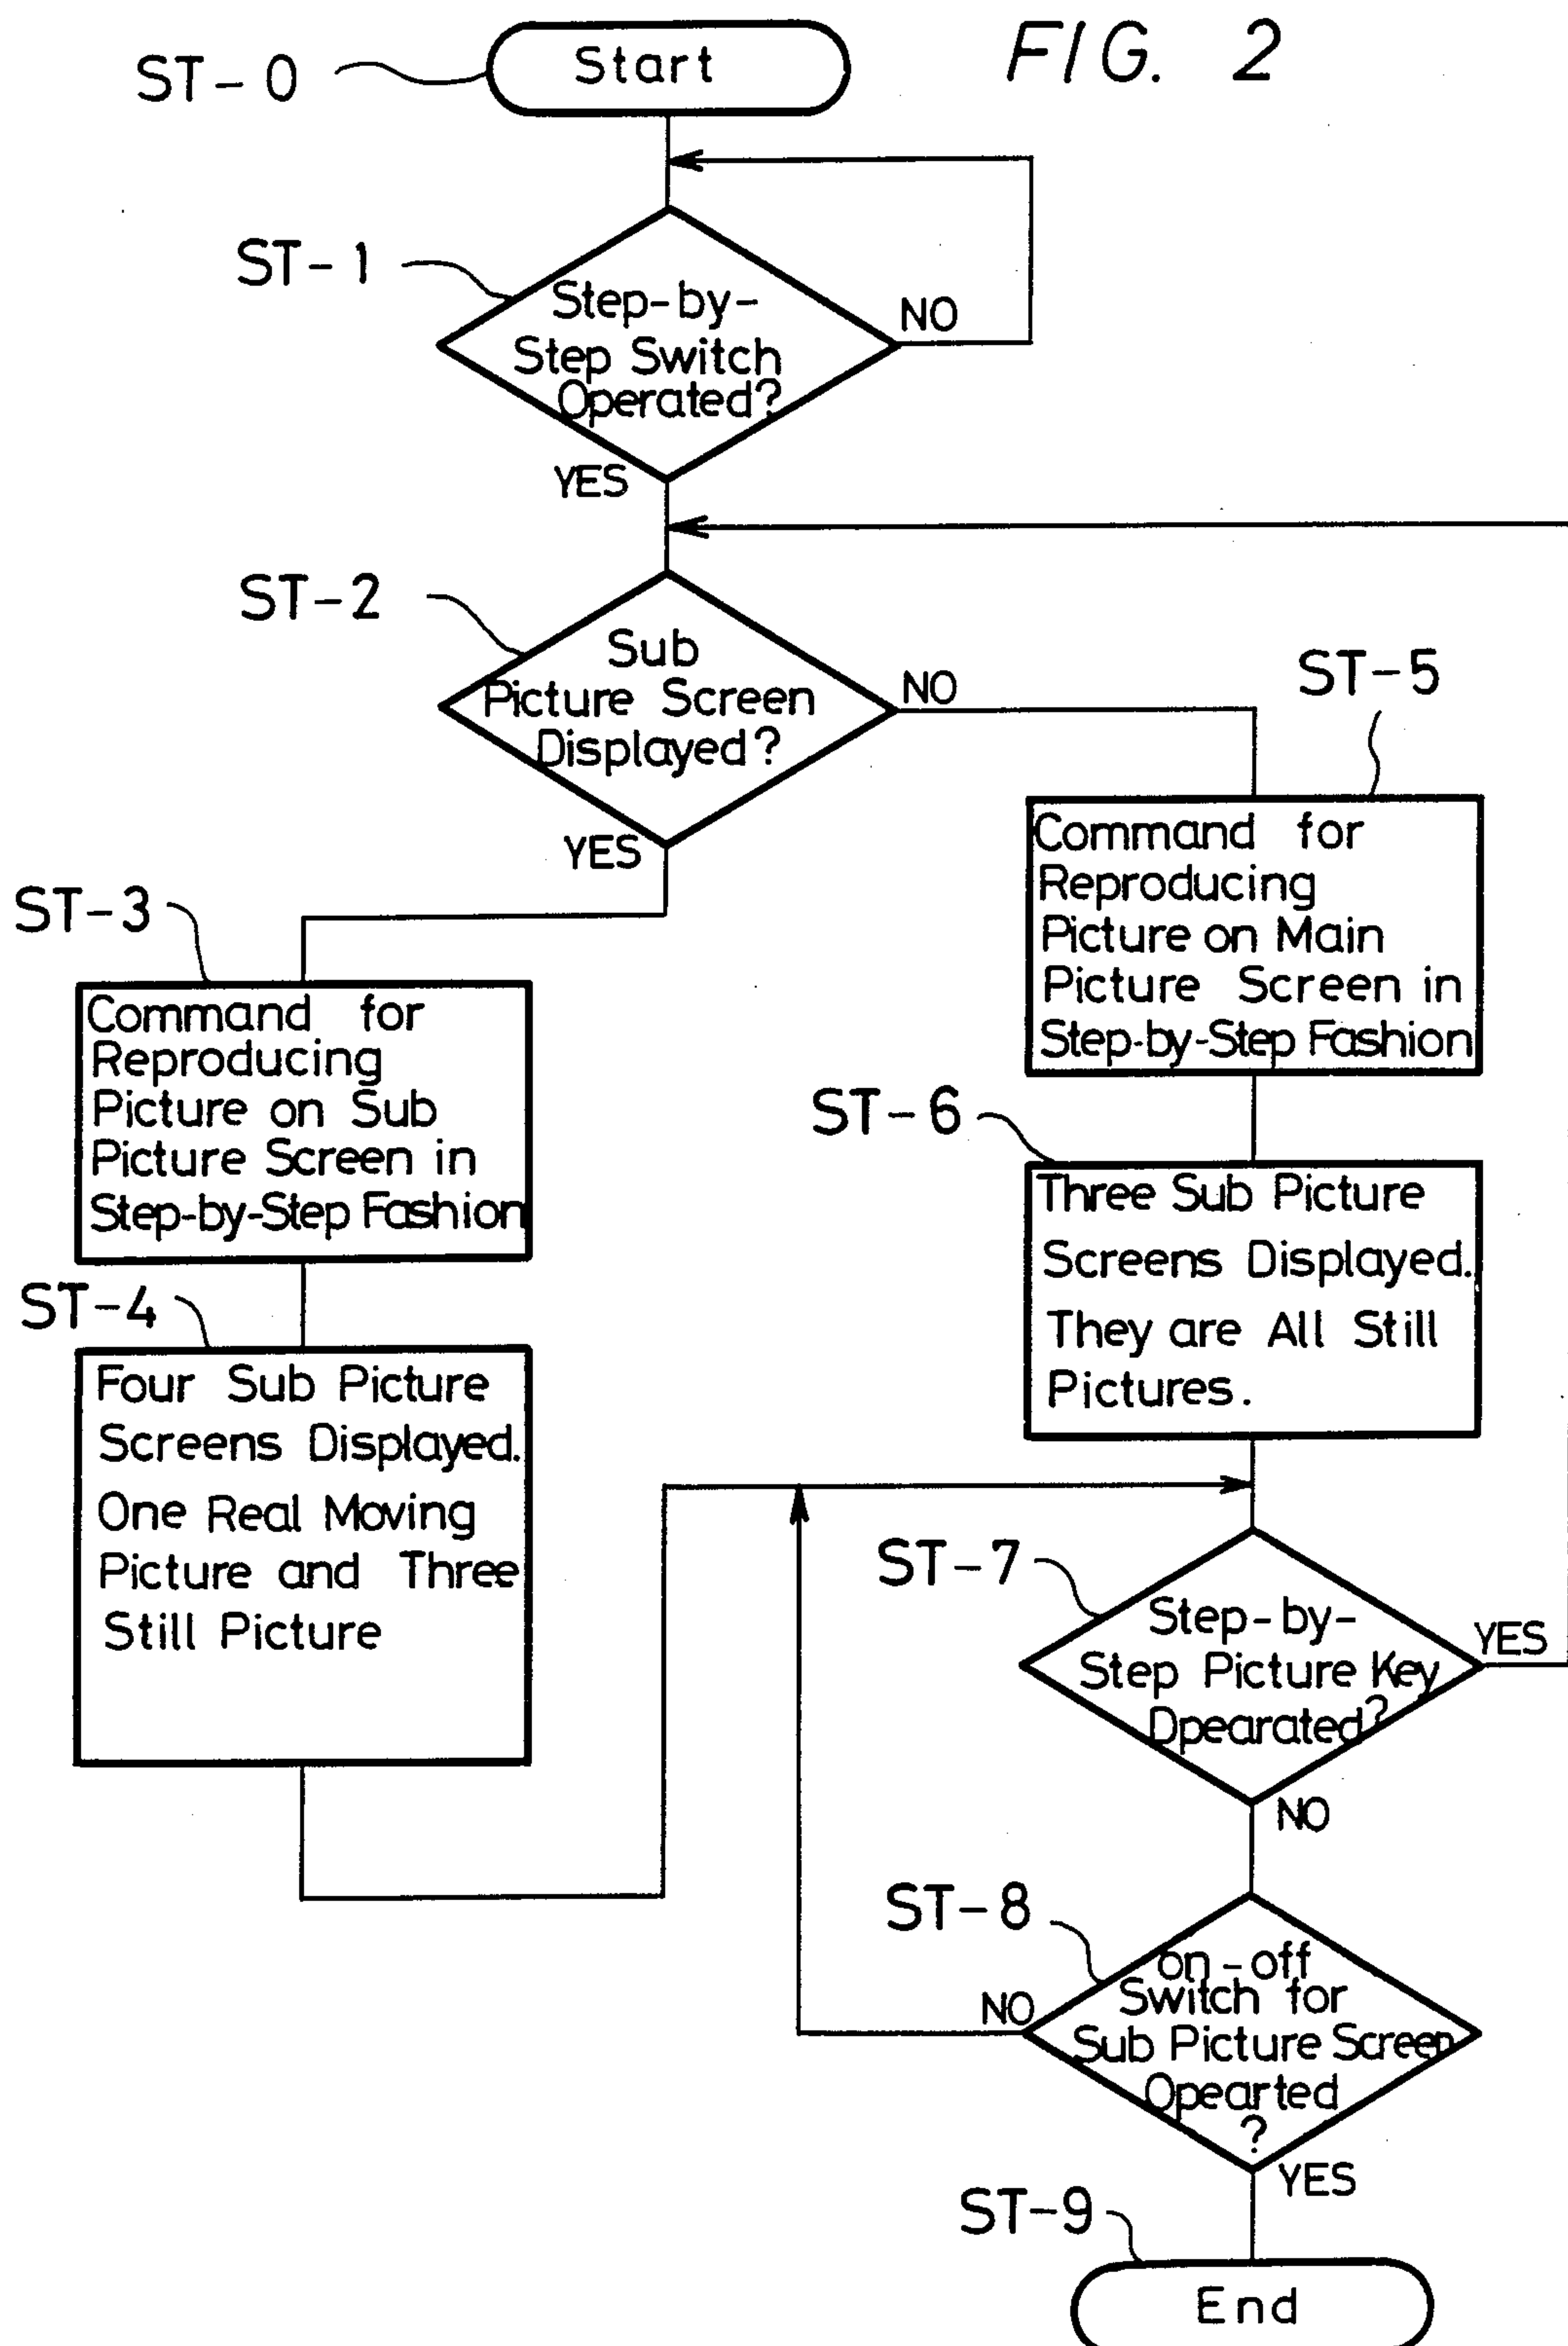 FIG. 2
ST-0
Start
ST-1
Step-by-
Step Switch
Operated?
NO
YES
ST-2
Sub
Picture Screen
Displayed?
NO
YES
ST-3
Command for
Reproducing
Picture on Sub
Picture Screen in
Step-by-Step Fashion
ST-4
Four Sub Picture
Screens Displayed.
One Real Moving
Picture and Three
Still Picture
ST-5
Command for
Reproducing
Picture on Main
Picture Screen in
Step-by-Step Fashion
ST-6
Three Sub Picture
Screens Displayed.
They are All Still
Pictures.
ST-7
Step-by-
Step Picture Key
Dpearated?
YES
NO
ST-8
on-off
Switch for
Sub Picture Screen
Opearted
?
NO
YES
ST-9
End